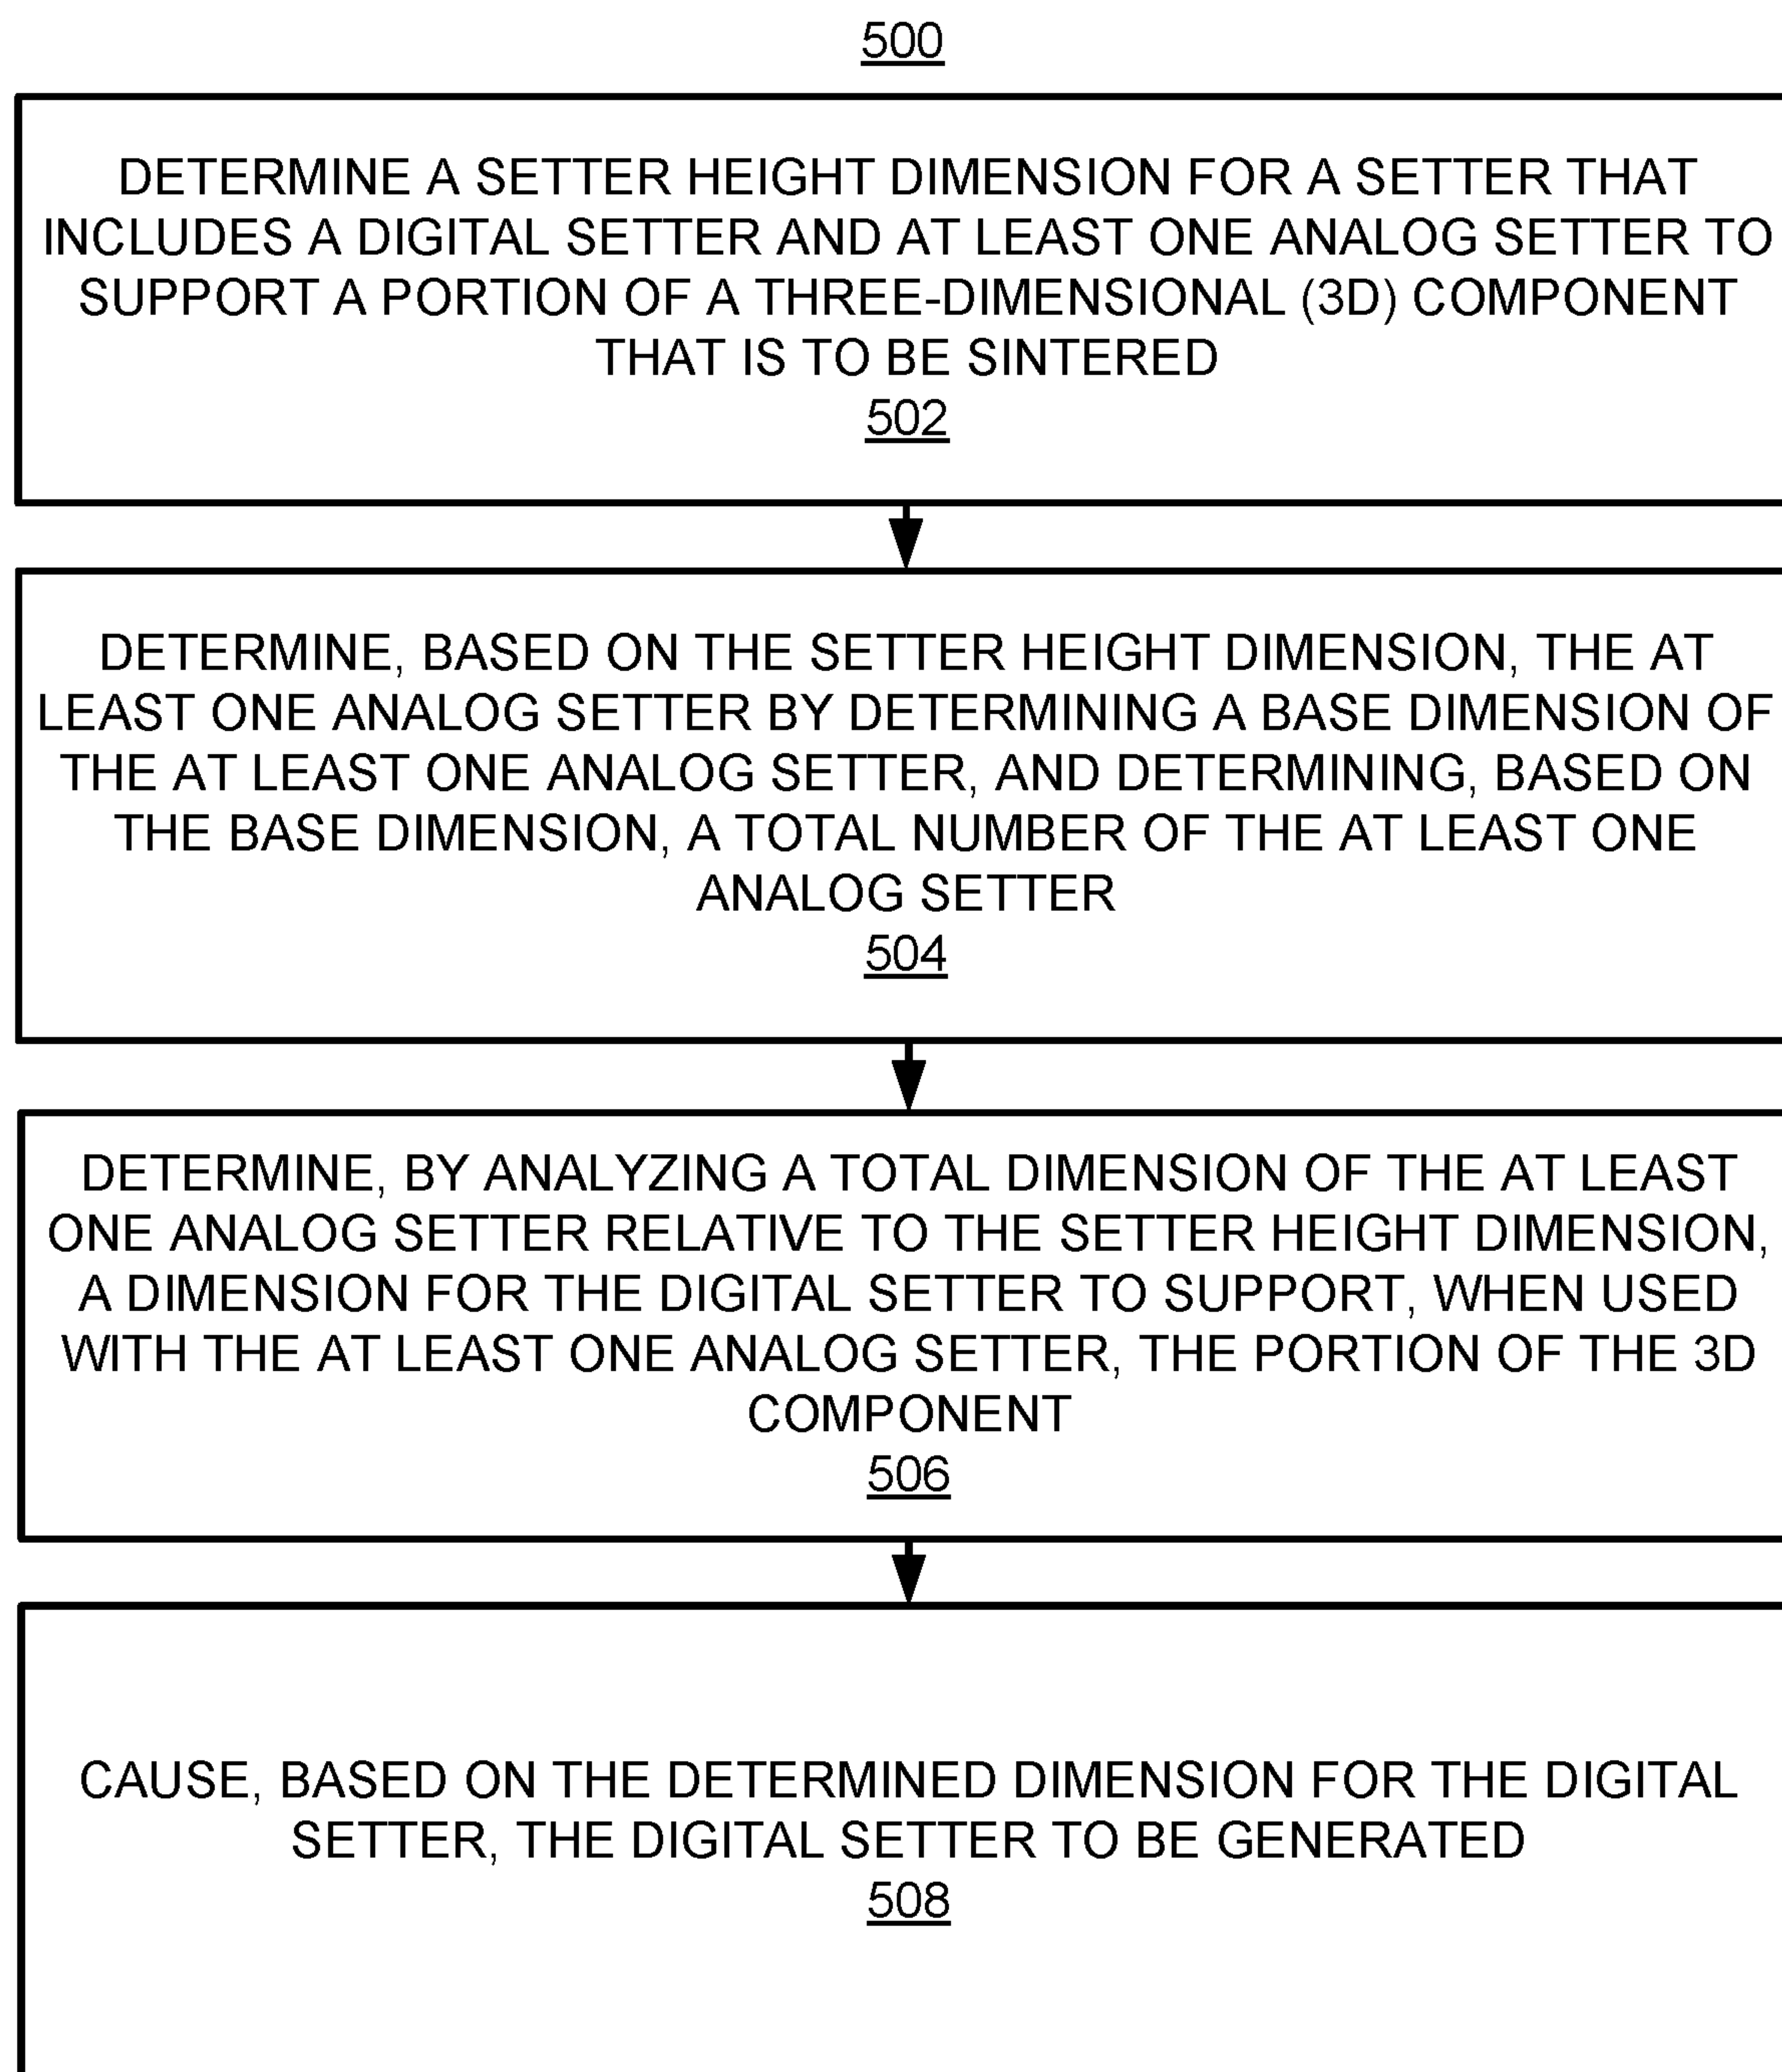 500
DETERMINE A SETTER HEIGHT DIMENSION FOR A SETTER THAT
INCLUDES A DIGITAL SETTER AND AT LEAST ONE ANALOG SETTER TO
SUPPORT A PORTION OF A THREE-DIMENSIONAL (3D) COMPONENT
THAT IS TO BE SINTERED
502
DETERMINE, BASED ON THE SETTER HEIGHT DIMENSION, THE AT
LEAST ONE ANALOG SETTER BY DETERMINING A BASE DIMENSION OF
THE AT LEAST ONE ANALOG SETTER, AND DETERMINING, BASED ON
THE BASE DIMENSION, A TOTAL NUMBER OF THE AT LEAST ONE
ANALOG SETTER
504
DETERMINE, BY ANALYZING A TOTAL DIMENSION OF THE AT LEAST
ONE ANALOG SETTER RELATIVE TO THE SETTER HEIGHT DIMENSION,
A DIMENSION FOR THE DIGITAL SETTER TO SUPPORT, WHEN USED
WITH THE AT LEAST ONE ANALOG SETTER, THE PORTION OF THE 3D
COMPONENT
506
CAUSE, BASED ON THE DETERMINED DIMENSION FOR THE DIGITAL
SETTER, THE DIGITAL SETTER TO BE GENERATED
508